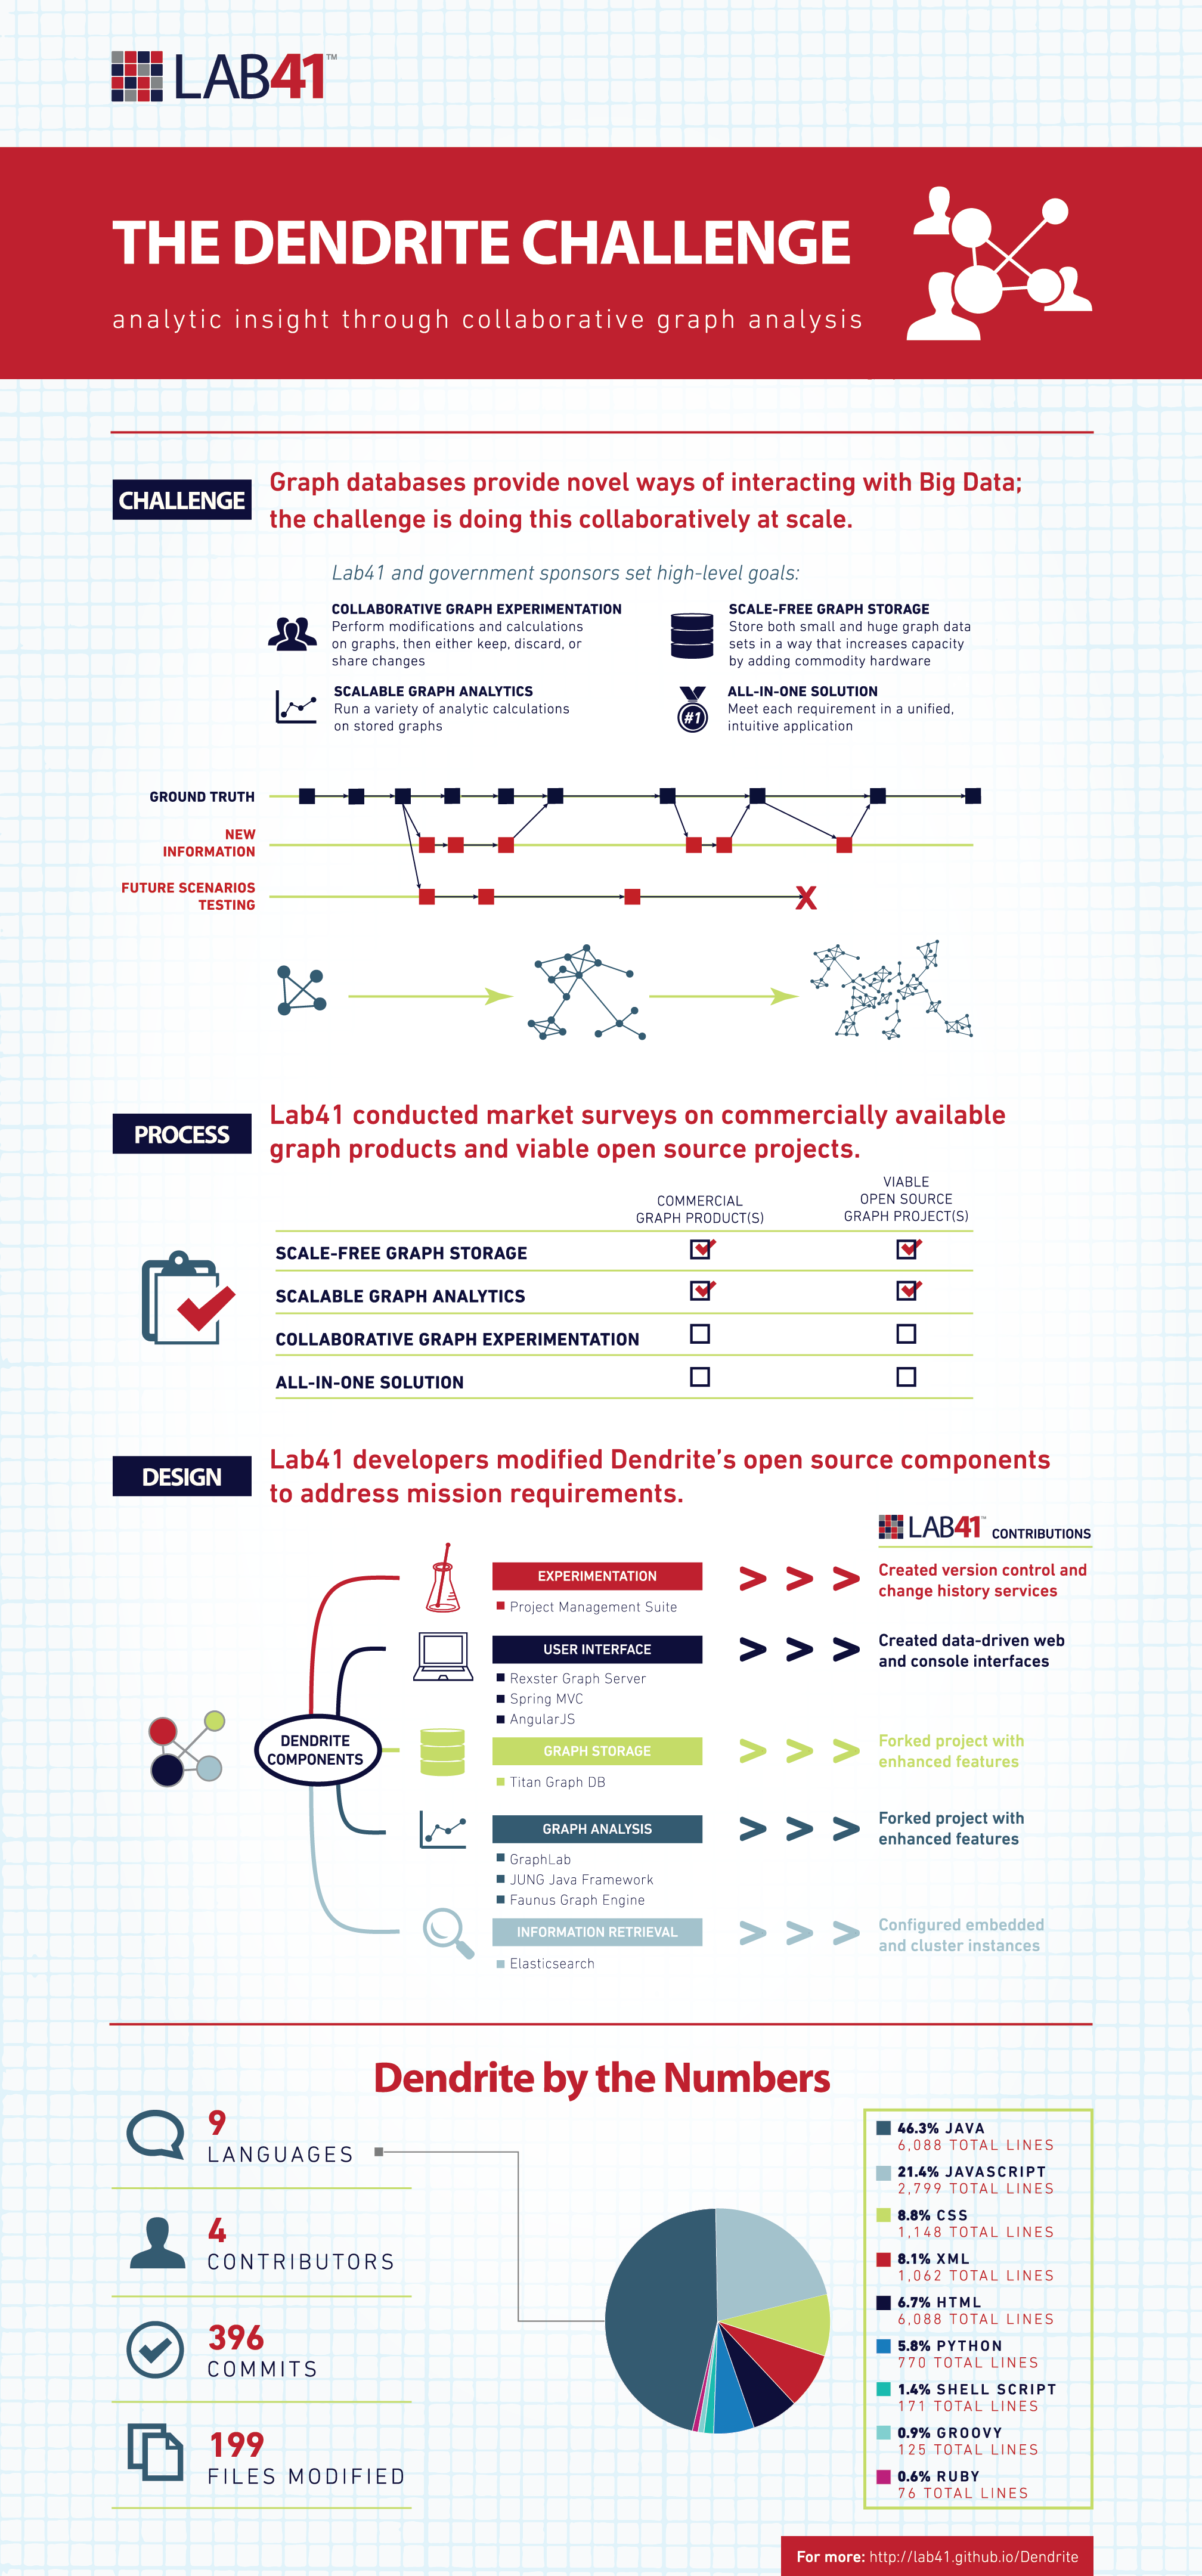 LAB41™
THE DENDRITE CHALLENGE
analytic insight through collaborative graph analysis
CHALLENGE
Graph databases provide novel ways of interacting with Big Data;
the challenge is doing this collaboratively at scale.
Lab41 and government sponsors set high-level goals:
COLLABORATIVE GRAPH EXPERIMENTATION
Perform modifications and calculations
on graphs, then either keep, discard, or
share changes
SCALE-FREE GRAPH STORAGE
Store both small and huge graph data
sets in a way that increases capacity
by adding commodity hardware
SCALABLE GRAPH ANALYTICS
Run a variety of analytic calculations
on stored graphs
#1
ALL-IN-ONE SOLUTION
Meet each requirement in a unified,
intuitive application
GROUND TRUTH
NEW
INFORMATION
FUTURE SCENARIOS
TESTING
X
PROCESS
Lab41 conducted market surveys on commercially available
graph products and viable open source projects.
COMMERCIAL
GRAPH PRODUCT(S)
VIABLE
OPEN SOURCE
GRAPH PROJECT(S)
SCALE-FREE GRAPH STORAGE
SCALABLE GRAPH ANALYTICS
COLLABORATIVE GRAPH EXPERIMENTATION
ALL-IN-ONE SOLUTION
DESIGN
Lab41 developers modified Dendrite's open source components
to address mission requirements.
LAB41™ CONTRIBUTIONS
DENDRITE
COMPONENTS
EXPERIMENTATION
Project Management Suite
> > >
Created version control and
change history services
USER INTERFACE
Rexster Graph Server
Spring MVC
AngularJS
> > >
Created data-driven web
and console interfaces
GRAPH STORAGE
Titan Graph DB
> > >
Forked project with
enhanced features
GRAPH ANALYSIS
GraphLab
JUNG Java Framework
Faunus Graph Engine
> > >
Forked project with
enhanced features
INFORMATION RETRIEVAL
Elasticsearch
> > >
Configured embedded
and cluster instances
Dendrite by the Numbers
9
LANGUAGES
4
CONTRIBUTORS
396
COMMITS
199
FILES MODIFIED
46.3% JAVA
6,088 TOTAL LINES
21.4% JAVASCRIPT
2,799 TOTAL LINES
8.8% CSS
1,148 TOTAL LINES
8.1% XML
1,062 TOTAL LINES
6.7% HTML
6,088 TOTAL LINES
5.8% PYTHON
770 TOTAL LINES
1.4% SHELL SCRIPT
171 TOTAL LINES
0.9% GROOVY
125 TOTAL LINES
0.6% RUBY
76 TOTAL LINES
For more: http://lab41.github.io/Dendrite